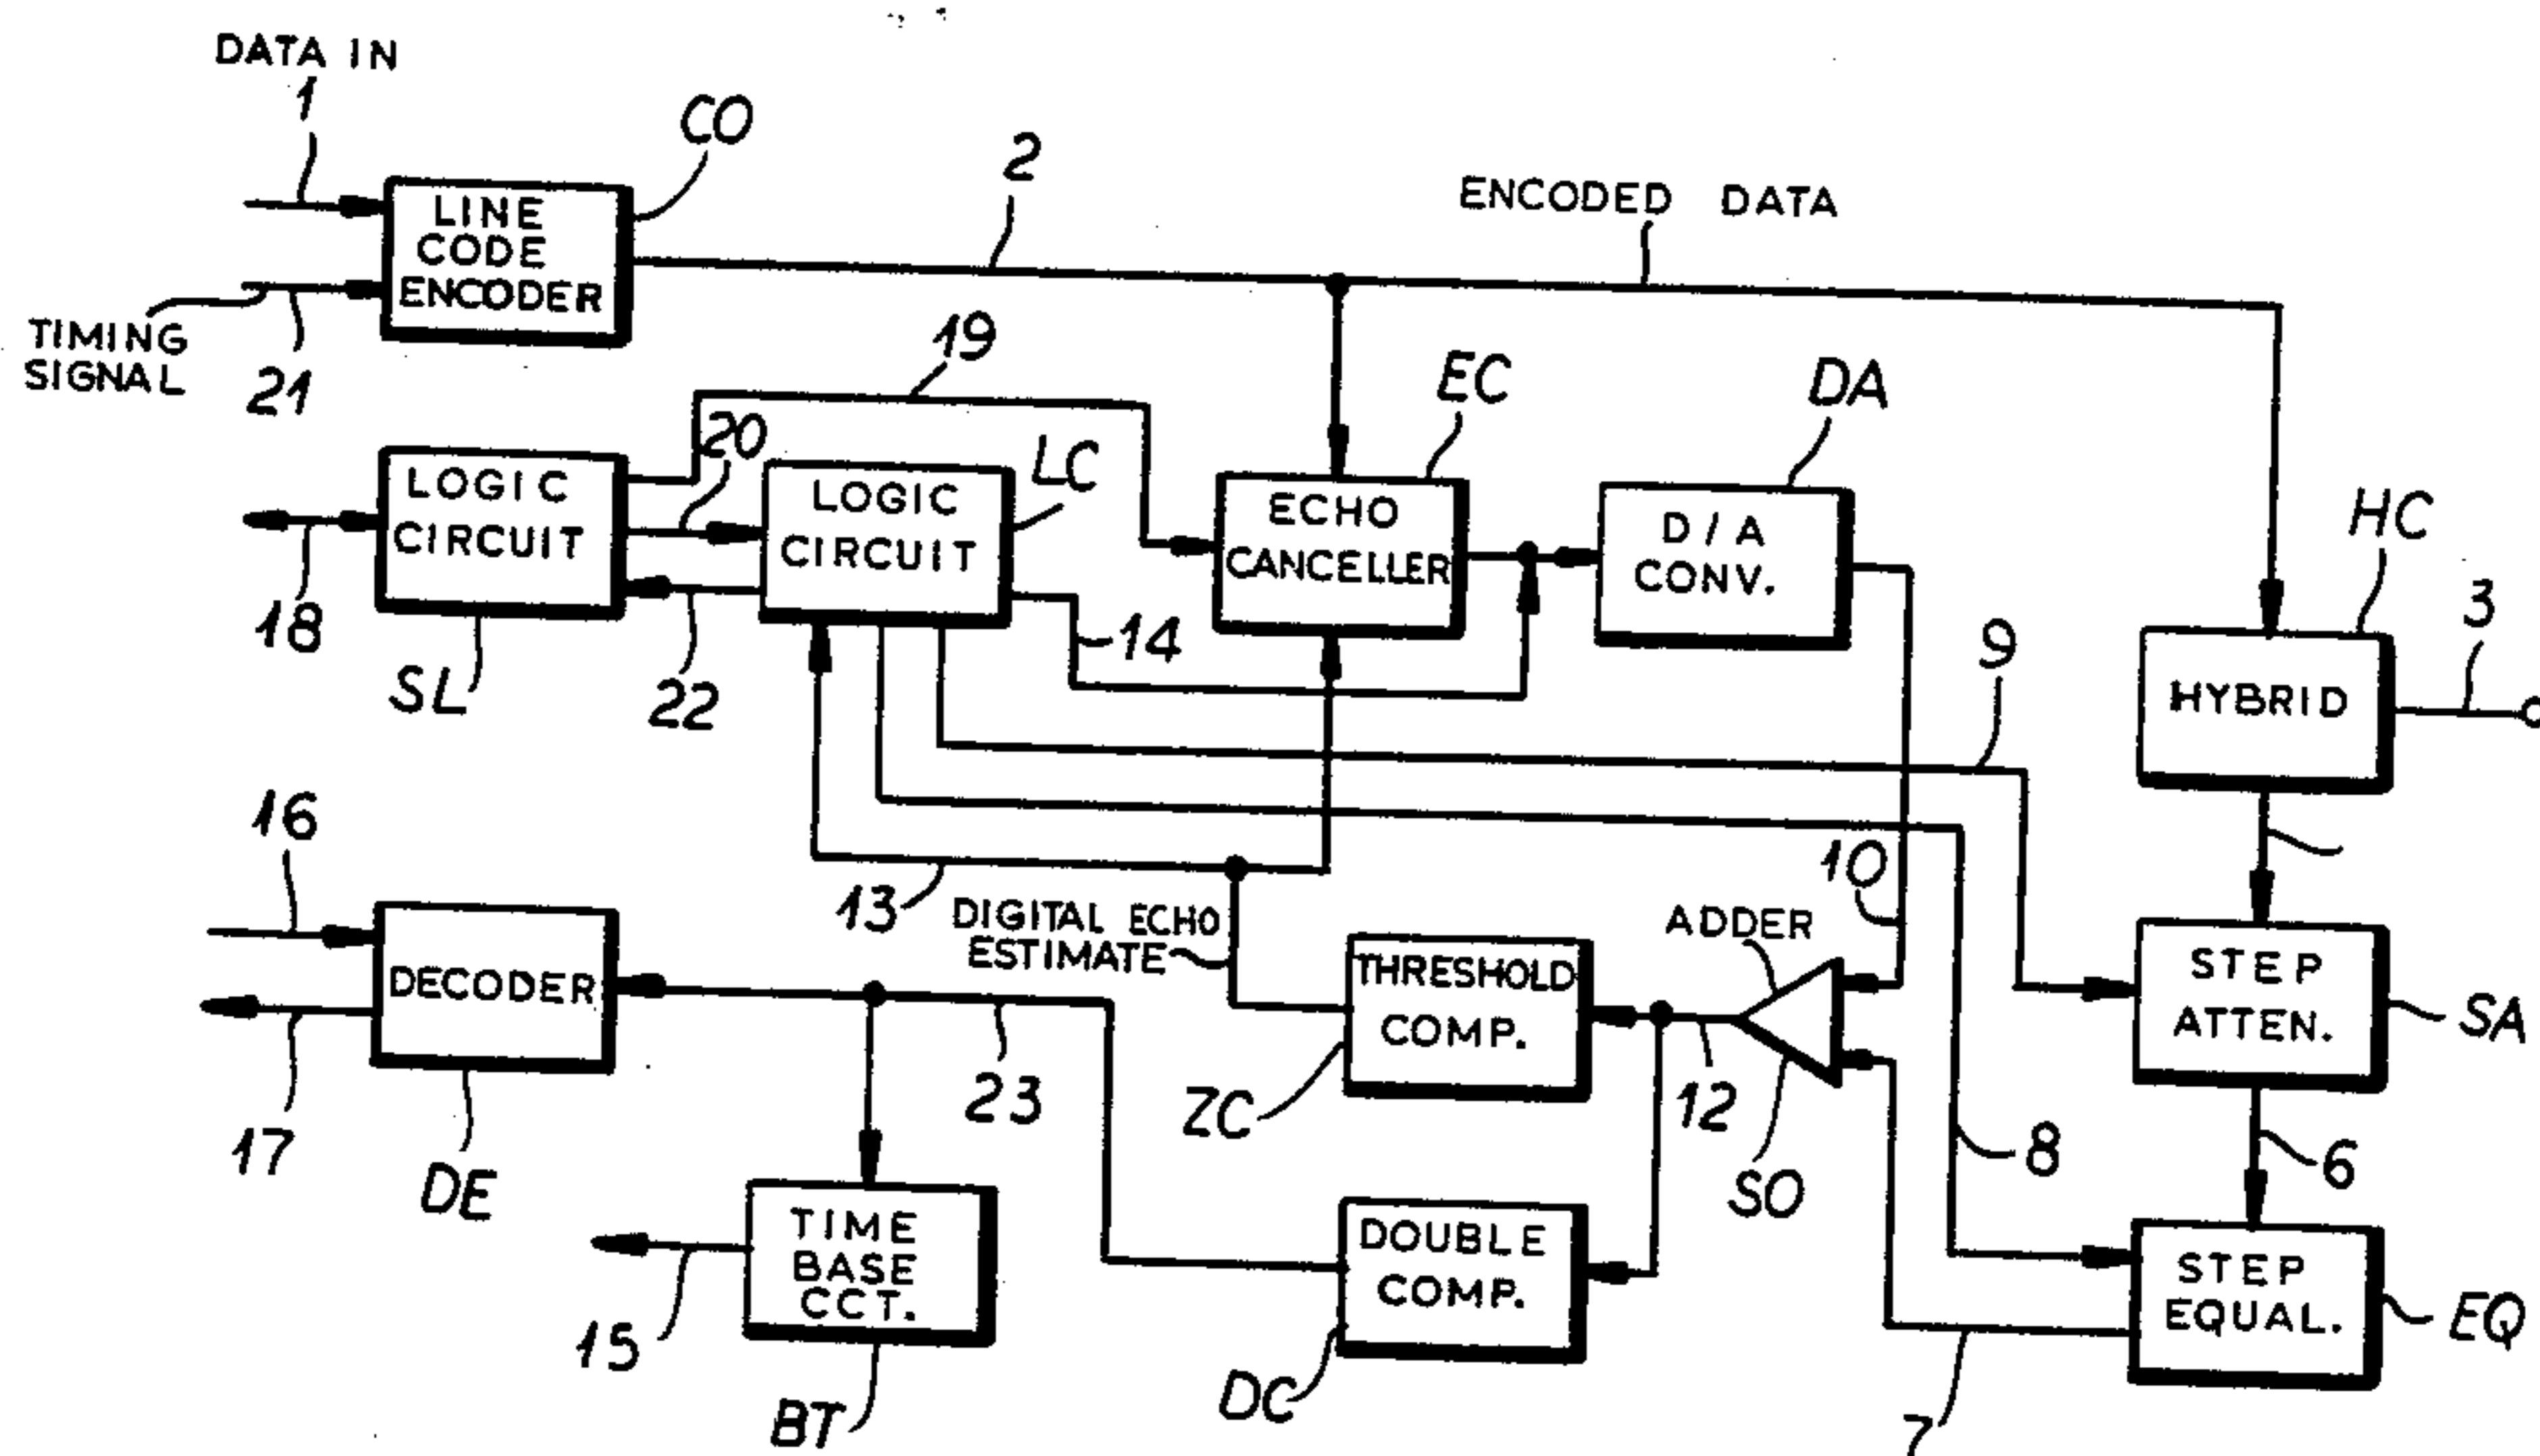 DATA IN
1
CO
2
ENCODED DATA
LINE
CODE
ENCODER
TIMING
SIGNAL
21
19
EC
DA
20
LC
LOGIC
CIRCUIT
LOGIC
CIRCUIT
ECHO
CANCELLER
D/A
CONV.
HC
3
18
SL
22
14
9
HYBRID
16
13
10
DIGITAL ECHO
ESTIMATE
ADDER
DECODER
THRESHOLD
COMP.
STEP
ATTEN.
SA
17
DE
23
ZC
12
SO
8
6
TIME
BASE
CCT.
DOUBLE
COMP.
STEP
EQUAL.
EQ
15
BT
DC
7